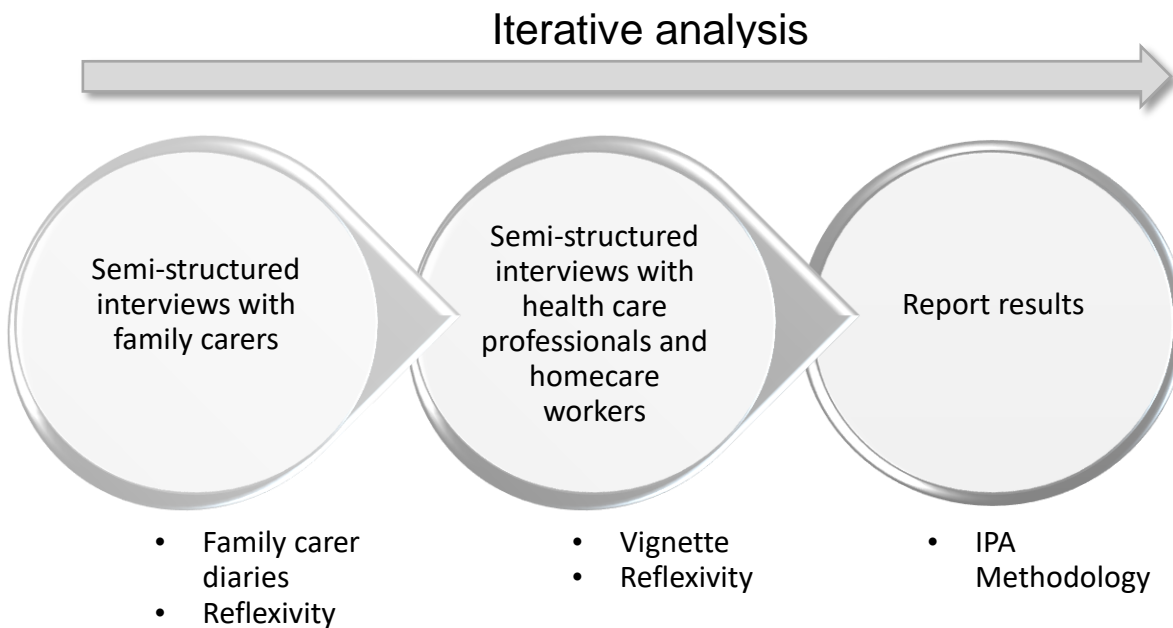 Iterative analysis
Semi-structured
interviews with
family carers
Semi-structured
interviews with
health care
professionals and
homecare
workers
Report results
• Family carer
diaries
• Reflexivity
• Vignette
• Reflexivity
• IPA
Methodology